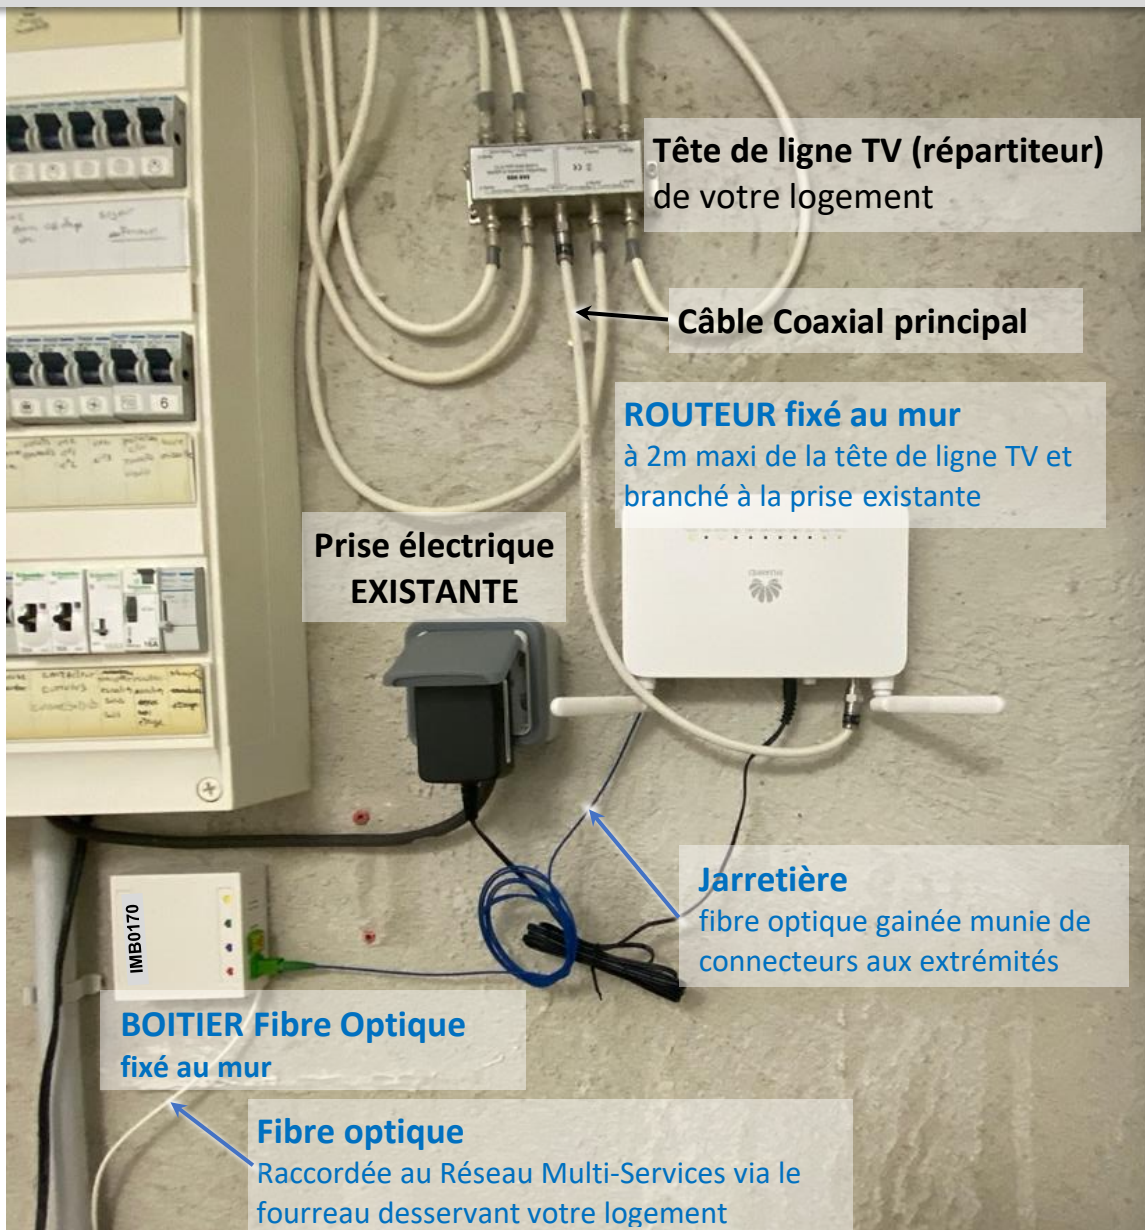 Tête de ligne TV (répartiteur)
de votre logement
Câble Coaxial principal
ROUTEUR fixé au mur
à 2m maxi de la tête de ligne TV et
branché à la prise existante
Prise électrique
EXISTANTE
HUAWEI
6
Jarretière
fibre optique gainée munie de
connecteurs aux extrémités
IMB0170
BOITIER Fibre Optique
fixé au mur
Fibre optique
Raccordée au Réseau Multi-Services via le
fourreau desservant votre logement